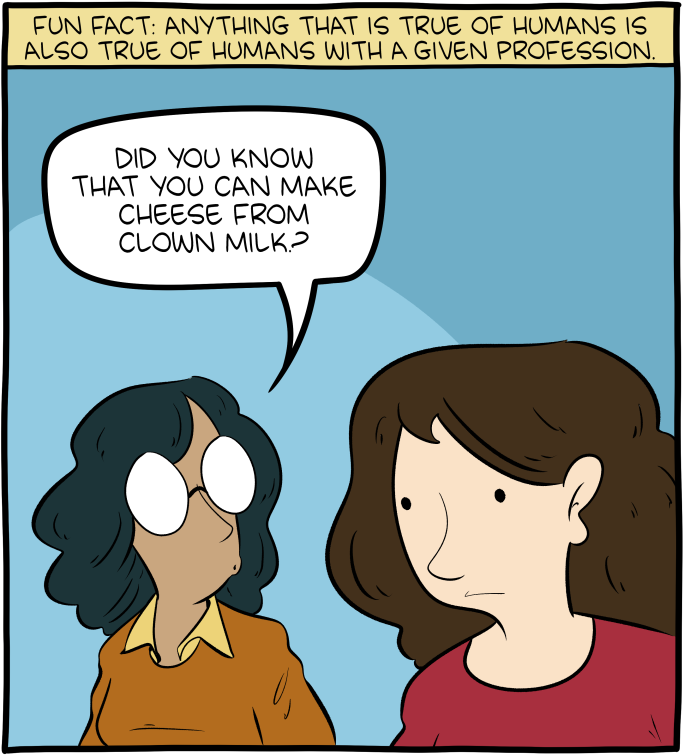 FUN FACT: ANYTHING THAT IS TRUE OF HUMANS IS
ALSO TRUE OF HUMANS WITH A GIVEN PROFESSION.
DID YOU KNOW
THAT YOU CAN MAKE
CHEESE FROM
CLOWN MILK?